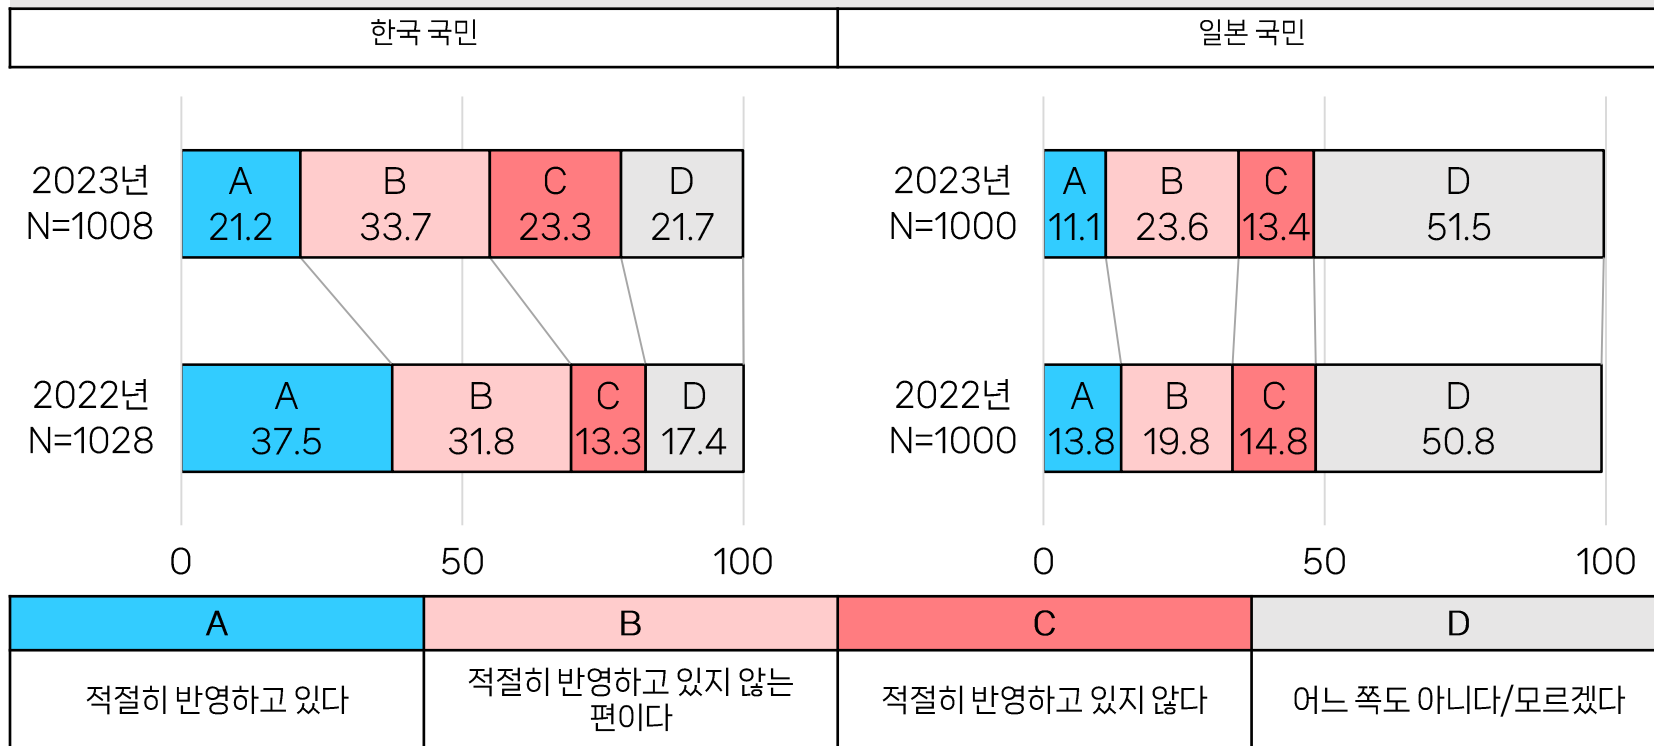 한국 국민
일본 국민
2023년
N=1008
A
21.2
B
33.7
C
23.3
D
21.7
2022년
N=1028
A
37.5
B
31.8
C
13.3
D
17.4
0
50
100
2023년
N=1000
A
11.1
B
23.6
C
13.4
D
51.5
2022년
N=1000
A
13.8
B
19.8
C
14.8
D
50.8
0
50
100
A
B
C
D
적절히 반영하고 있다
적절히 반영하고 있지 않는
편이다
적절히 반영하고 있지 않다
어느 쪽도 아니다/모르겠다